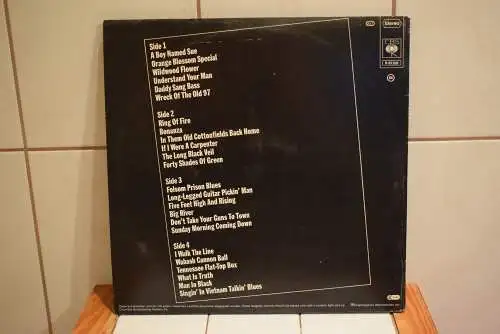 Stereo
CBS
Side 1
A Boy Named Sue
Orange Blossom Special
Wildwood Flower
Understand Your Man
Daddy Sang Bass
Wreck Of The Old 97
Side 2
Ring Of Fire
Bonanza
In Them Old Cottonfields Back Home
If I Were A Carpenter
The Long Black Veil
Forty Shades Of Green
Side 3
Folsom Prison Blues
Long-Legged Guitar Pickin' Man
Five Feet High And Rising
Big River
Don't Take Your Guns To Town
Sunday Morning Coming Down
Side 4
I Walk The Line
Wabash Cannon Ball
Tennessee Flat-Top Box
What Is Truth
Man In Black
Singin' In Vietnam Talkin' Blues